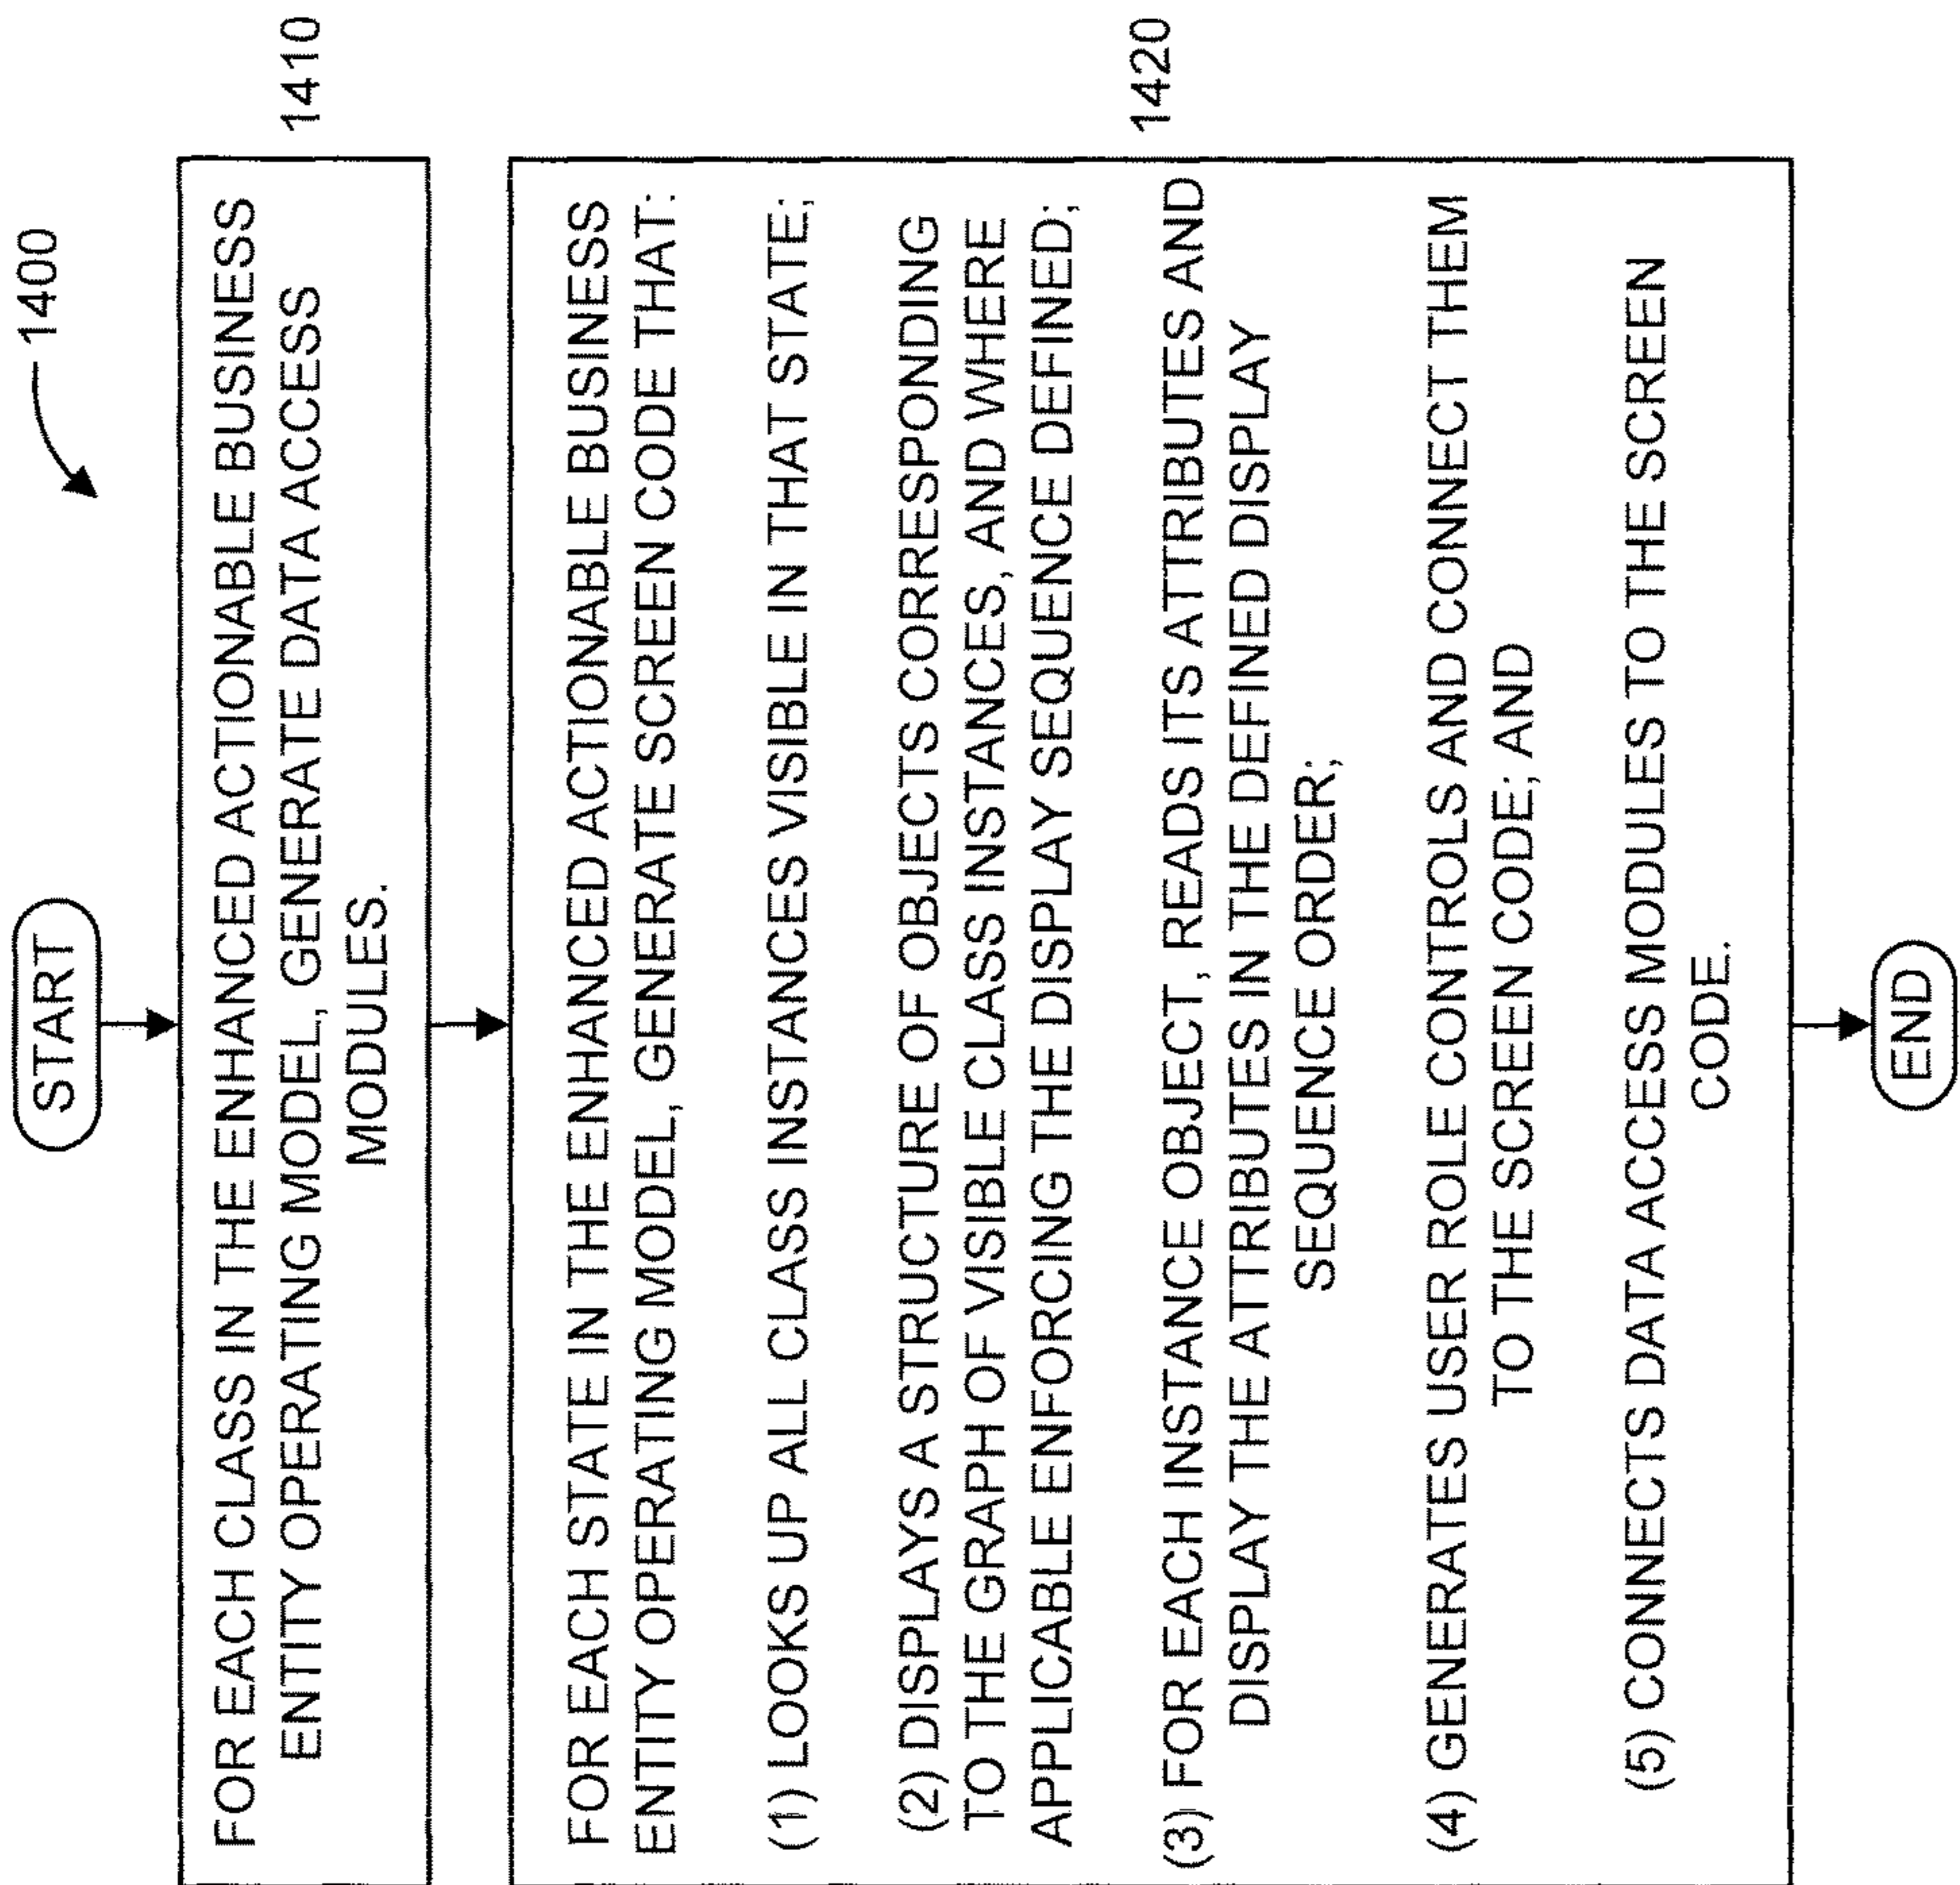 1400
START
FOR EACH CLASS IN THE ENHANCED ACTIONABLE BUSINESS
ENTITY OPERATING MODEL, GENERATE DATA ACCESS
MODULES.
1410
FOR EACH STATE IN THE ENHANCED ACTIONABLE BUSINESS
ENTITY OPERATING MODEL, GENERATE SCREEN CODE THAT:
(1) LOOKS UP ALL CLASS INSTANCES VISIBLE IN THAT STATE;
(2) DISPLAYS A STRUCTURE OF OBJECTS CORRESPONDING
TO THE GRAPH OF VISIBLE CLASS INSTANCES, AND WHERE
APPLICABLE ENFORCING THE DISPLAY SEQUENCE DEFINED;
(3) FOR EACH INSTANCE OBJECT, READS ITS ATTRIBUTES AND
DISPLAY THE ATTRIBUTES IN THE DEFINED DISPLAY
SEQUENCE ORDER;
(4) GENERATES USER ROLE CONTROLS AND CONNECT THEM
TO THE SCREEN CODE; AND
(5) CONNECTS DATA ACCESS MODULES TO THE SCREEN
CODE.
1420
END